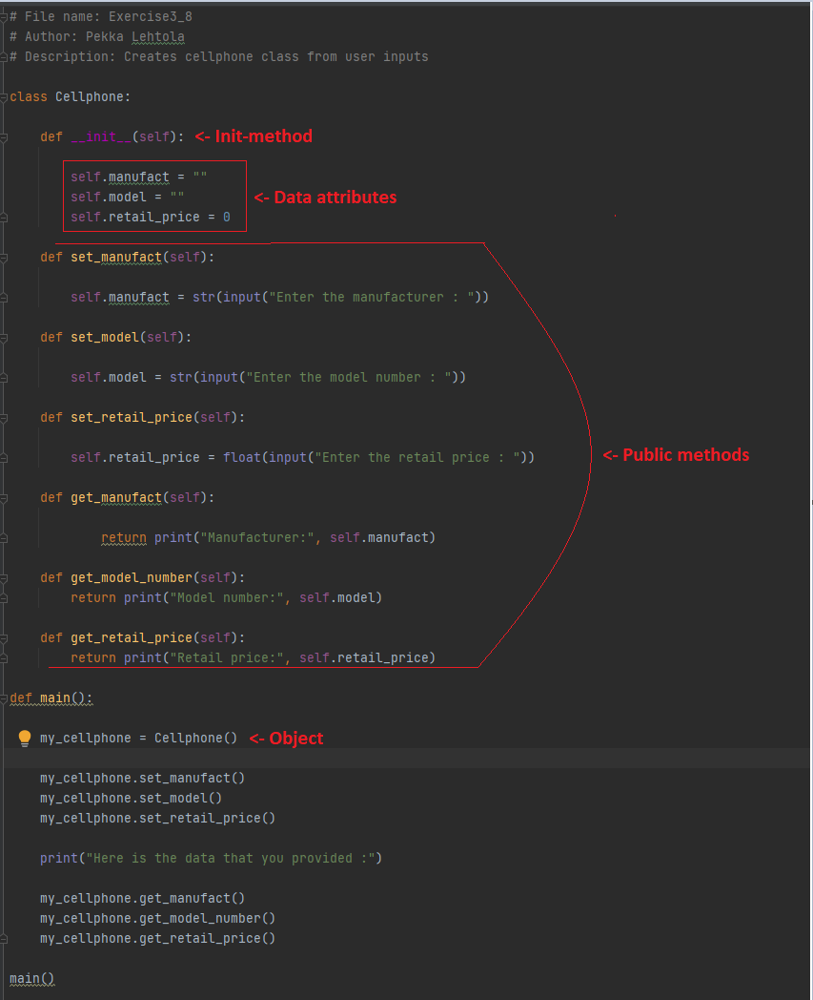 # File name: Exercise3_8
# Author: Pekka Lehtola
# Description: Creates cellphone class from user inputs
class Cellphone:
def __init__(self): <- Init-method
self.manufact = ""
self.model = "" <- Data attributes
self.retail_price = 0
def set_manufact(self):
self.manufact = str(input("Enter the manufacturer : "))
def set_model(self):
self.model = str(input("Enter the model number : "))
def set_retail_price(self):
self.retail_price = float(input("Enter the retail price : ")) <- Public methods
def get_manufact(self):
return print("Manufacturer:", self.manufact)
def get_model_number(self):
return print("Model number:", self.model)
def get_retail_price(self):
return print("Retail price:", self.retail_price)
def main():
my_cellphone = Cellphone() <- Object
my_cellphone.set_manufact()
my_cellphone.set_model()
my_cellphone.set_retail_price()
print("Here is the data that you provided :")
my_cellphone.get_manufact()
my_cellphone.get_model_number()
my_cellphone.get_retail_price()
main()